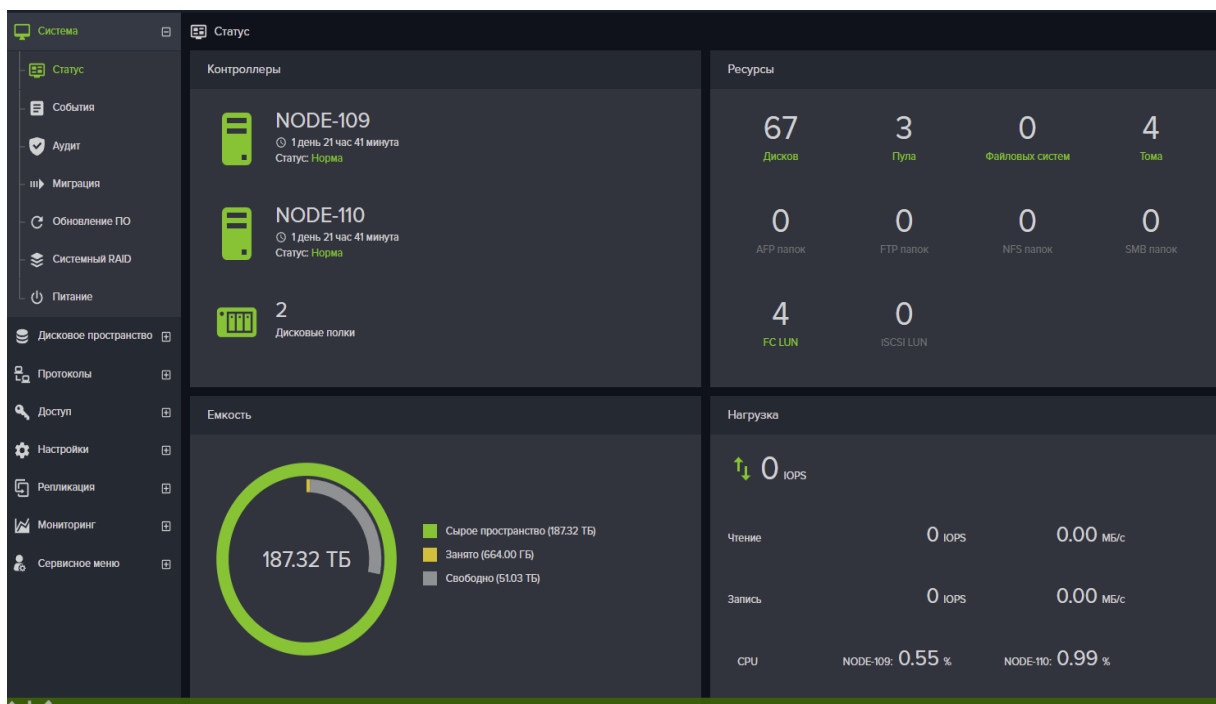 Система
Статус
События
Аудит
Миграция
Обновление ПО
Системный RAID
Питание
Дисковое пространство
Протоколы
Доступ
Настройки
Репликация
Мониторинг
Сервисное меню
Статус
Контроллеры
NODE-109
1 день 21 час 41 минута
Статус: Норма
NODE-110
1 день 21 час 41 минута
Статус: Норма
2
Дисковые полки
Ресурсы
67 3 0 4
Дисков Пула Файловых систем Тома
0 0 0 0
AFP папок FTP папок NFS папок SMB папок
4 0
FC LUN iSCSI LUN
Емкость
187.32 ТБ
Сырое пространство (187.32 ТБ)
Занято (664.00 ГБ)
Свободно (51.03 ТБ)
Нагрузка
0 IOPS
Чтение 0 IOPS 0.00 МБ/с
Запись 0 IOPS 0.00 МБ/с
CPU NODE-109: 0.55 % NODE-110: 0.99 %